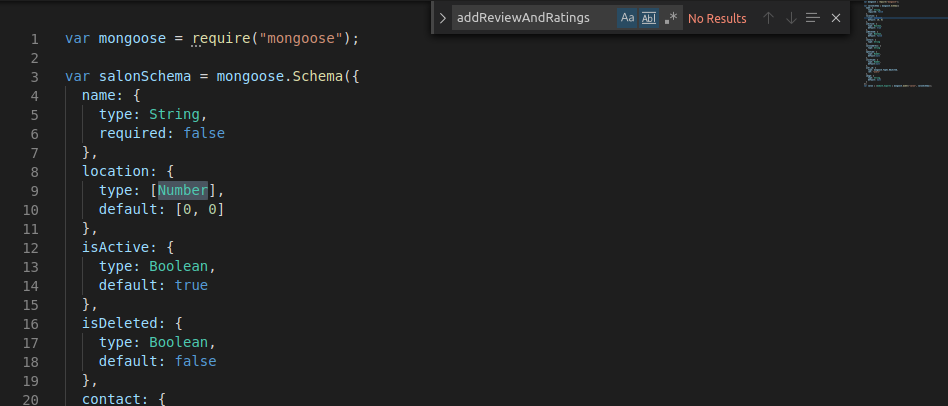 addReviewAndRatings Aa Abl .* No Results
1 var mongoose = require("mongoose");
2
3 var salonSchema = mongoose.Schema({
4 name: {
5 type: String,
6 required: false
7 },
8 location: {
9 type: [Number],
10 default: [0, 0]
11 },
12 isActive: {
13 type: Boolean,
14 default: true
15 },
16 isDeleted: {
17 type: Boolean,
18 default: false
19 },
20 contact: {